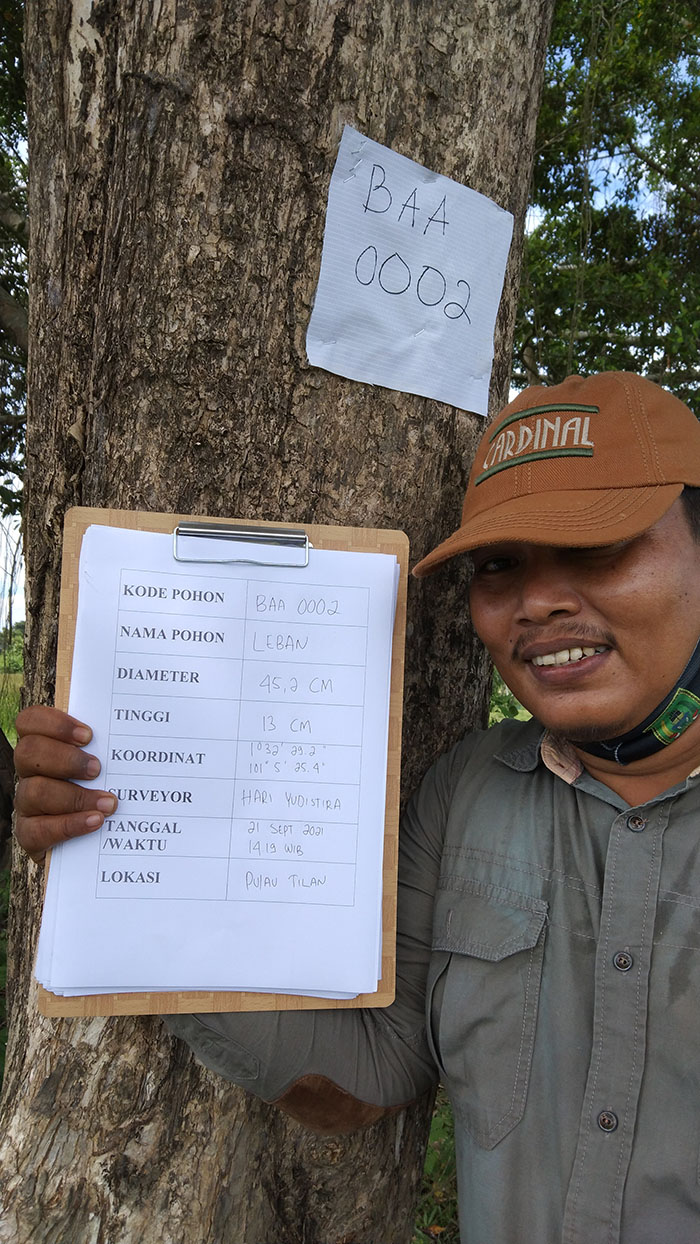 BAA
0002
CARDINAL
KODE POHON BAA 0002
NAMA POHON LEBAN
DIAMETER 45,2 CM
TINGGI 13 CM
KOORDINAT 1°32' 29.2"
101° 5' 25.4"
SURVEYOR HARI YUDISTIRA
TANGGAL 21 SEPT 2021
/WAKTU 14.19 WIB
LOKASI PULAU TILAN